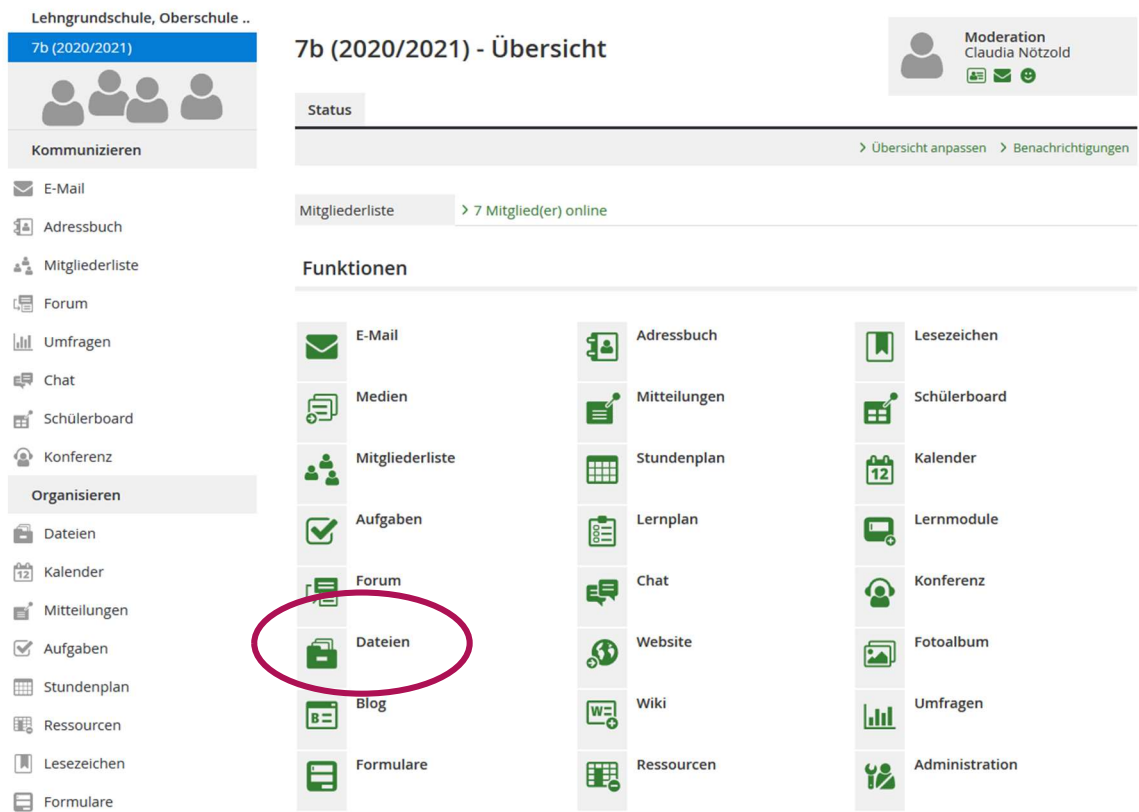 Lehngrundschule, Oberschule ..
7b (2020/2021)
Kommunizieren
E-Mail
Adressbuch
Mitgliederliste
Forum
Umfragen
Chat
Schülerboard
Konferenz
Organisieren
Dateien
Kalender
Mitteilungen
Aufgaben
Stundenplan
Ressourcen
Lesezeichen
Formulare
7b (2020/2021) - Übersicht
Moderation
Claudia Nötzold
Status
Übersicht anpassen Benachrichtigungen
Mitgliederliste 7 Mitglied(er) online
Funktionen
E-Mail Adressbuch Lesezeichen
Medien Mitteilungen Schülerboard
Mitgliederliste Stundenplan Kalender
12
Aufgaben Lernplan Lernmodule
Forum Chat Konferenz
Dateien Website Fotoalbum
Blog Wiki Umfragen
Formulare Ressourcen Administration